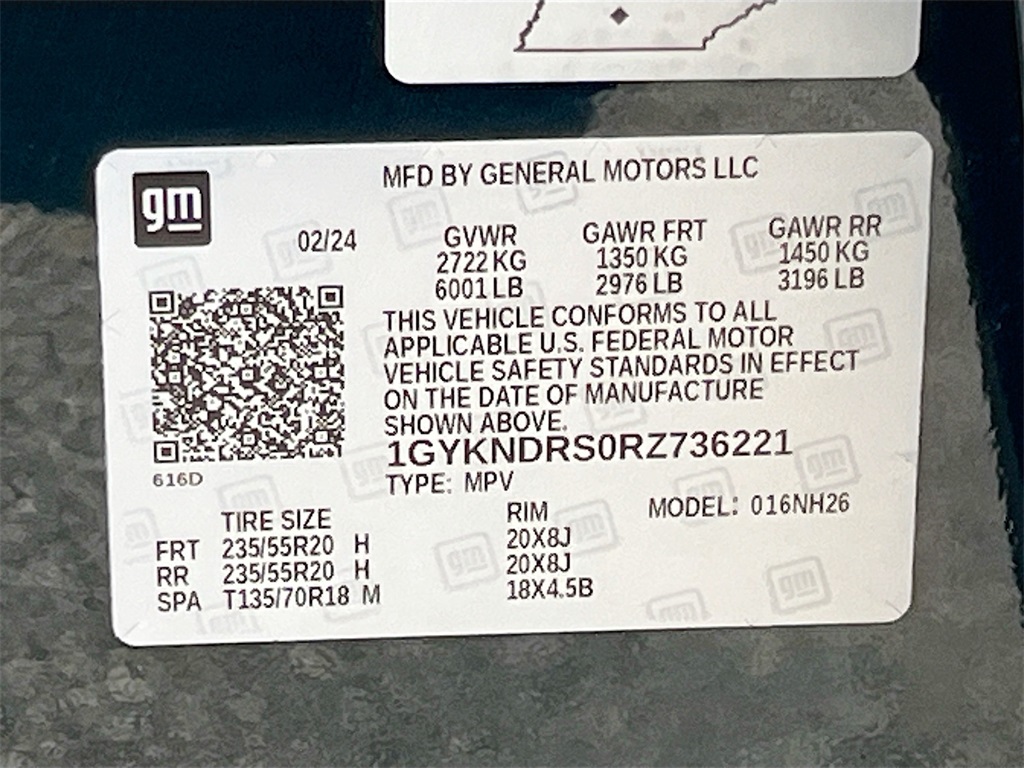 gm
MFD BY GENERAL MOTORS LLC
02/24
GVWR GAWR FRT GAWR RR
2722 KG 1350 KG 1450 KG
6001 LB 2976 LB 3196 LB
THIS VEHICLE CONFORMS TO ALL
APPLICABLE U.S. FEDERAL MOTOR
VEHICLE SAFETY STANDARDS IN EFFECT
ON THE DATE OF MANUFACTURE
SHOWN ABOVE.
1GYKNDRS0RZ736221
616D
TYPE: MPV
TIRE SIZE RIM MODEL: 016NH26
FRT 235/55R20 H 20X8J
RR 235/55R20 H 20X8J
SPA T135/70R18 M 18X4.5B